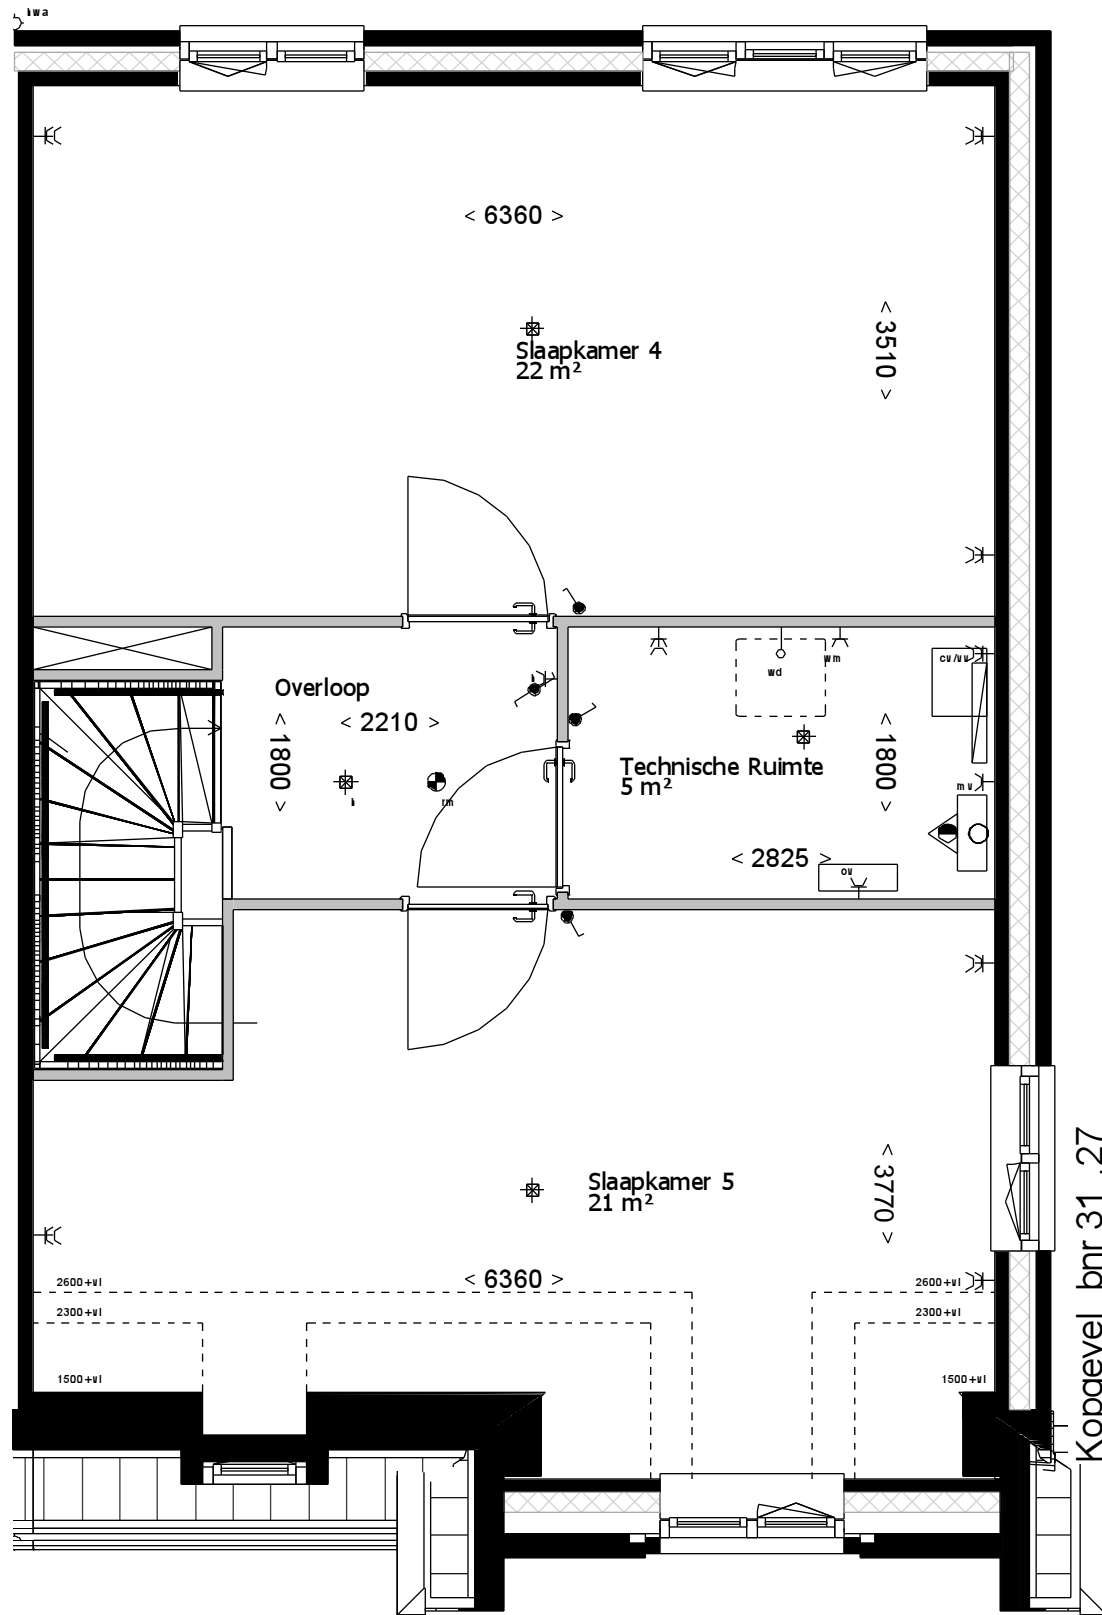 hwa
< 6360 >
< 3510 >
Slaapkamer 4
22 m²
Overloop
< 2210 >
< 1800 >
rm
wd
wm
cv/vv
Technische Ruimte
5 m²
< 1800 >
mv
< 2825 >
ov
Slaapkamer 5
21 m²
< 3770 >
< 6360 >
2600+vl
2600+vl
2300+vl
2300+vl
1500+vl
1500+vl
Kopgevel bnr 31 ,27